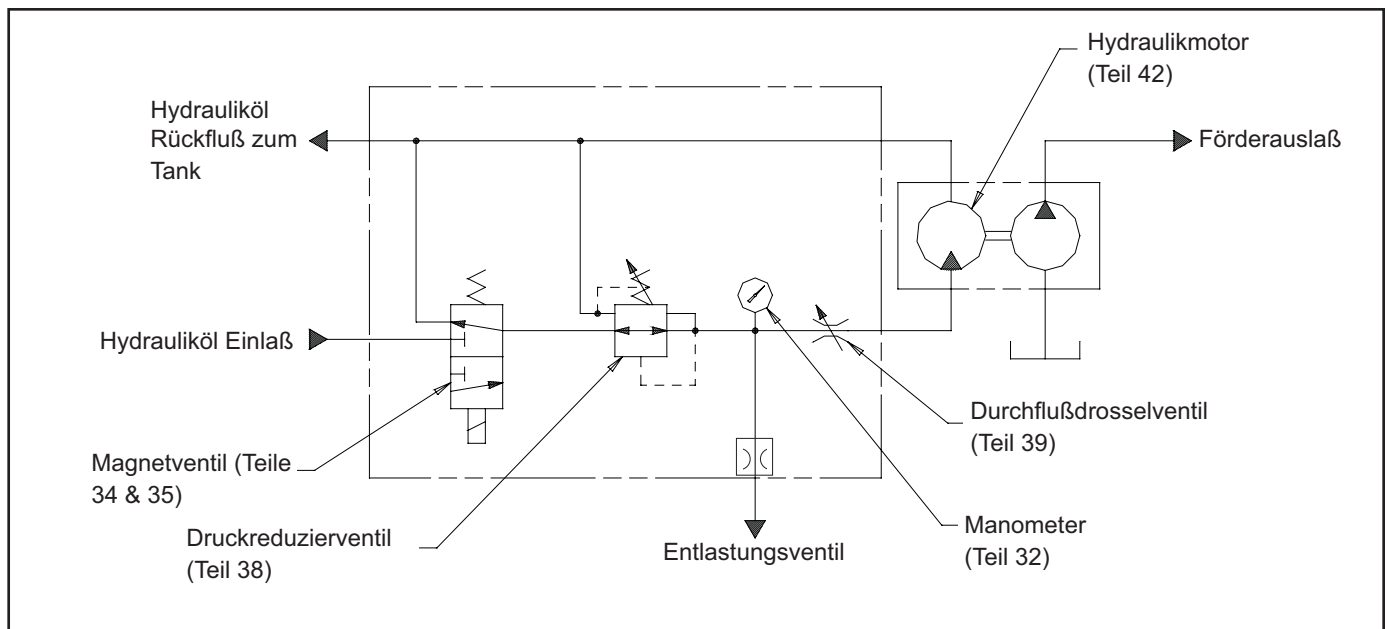 Hydraulikmotor
(Teil 42)
Hydrauliköl
Rückfluß zum
Tank
Förderauslaß
Hydrauliköl Einlaß
Durchflußdrosselventil
(Teil 39)
Magnetventil (Teile
34 & 35)
Druckreduzierventil
(Teil 38)
Entlastungsventil
Manometer
(Teil 32)